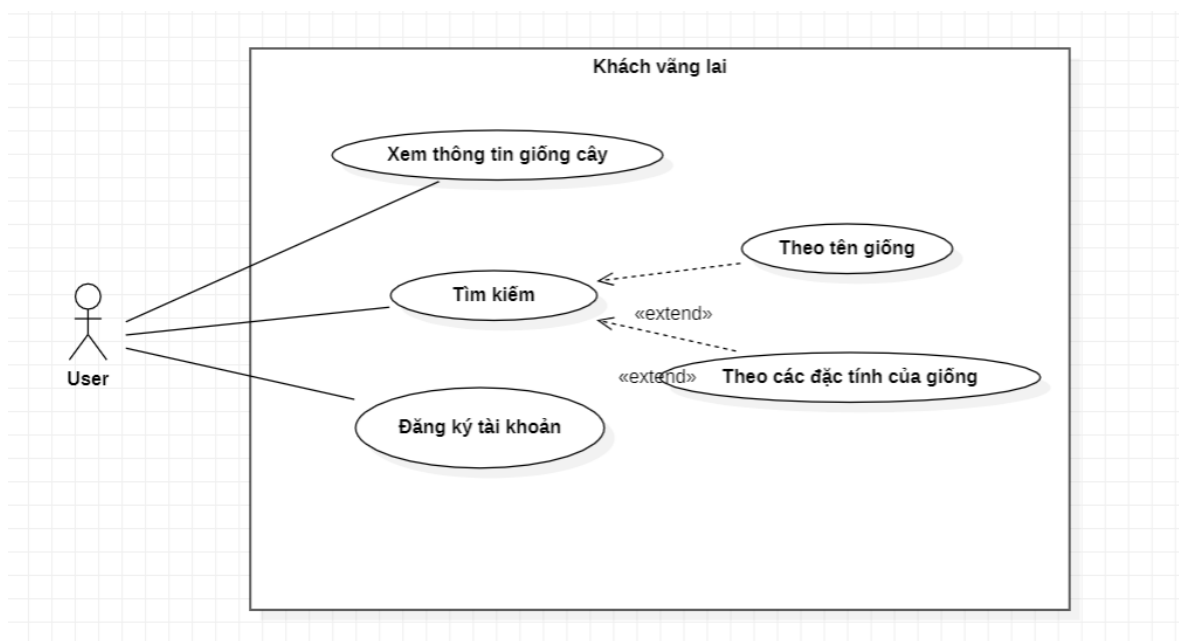 Khách vãng lai
Xem thông tin giống cây
Theo tên giống
Tìm kiếm
«extend»
User
«extend»
Theo các đặc tính của giống
Đăng ký tài khoản